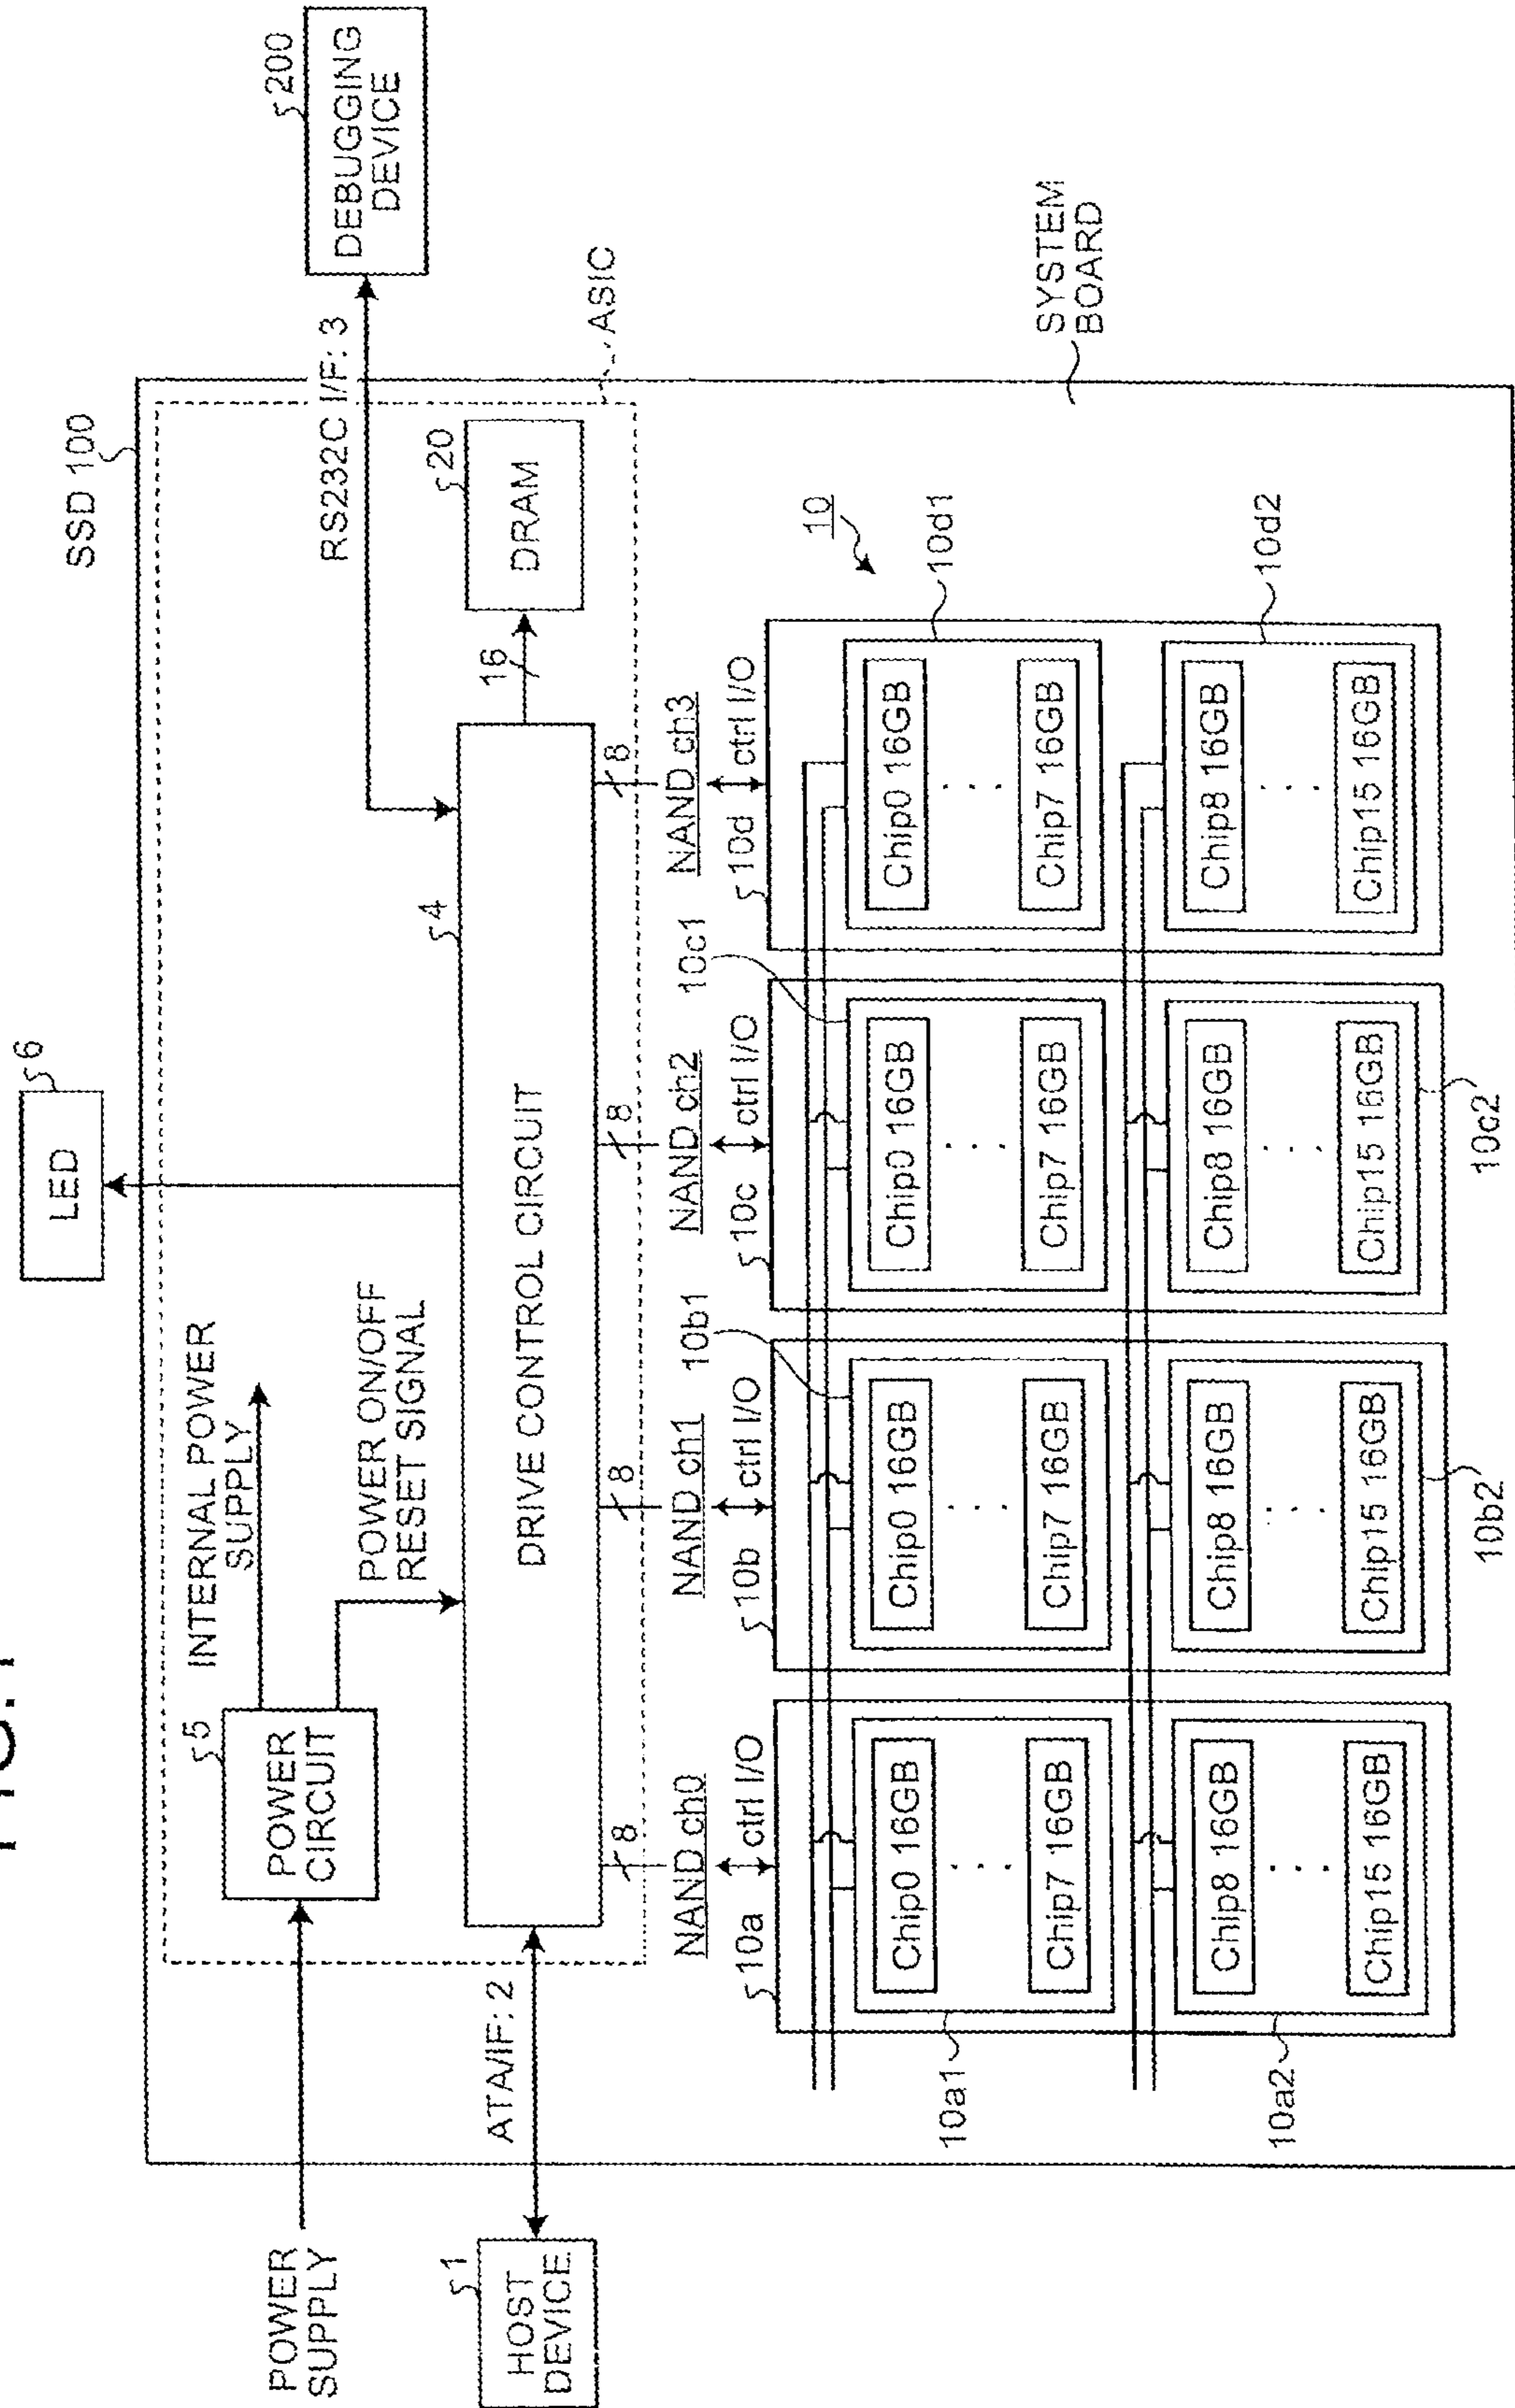 SSD 100
6
LED
200
DEBUGGING
DEVICE
RS232C I/F: 3
ASIC
POWER
SUPPLY
5
POWER
CIRCUIT
INTERNAL POWER
SUPPLY
POWER ON/OFF
RESET SIGNAL
4
DRIVE CONTROL CIRCUIT
16
20
DRAM
1
HOST
DEVICE
ATA/IF: 2
8
8
8
8
NAND ch0
NAND ch1
NAND ch2
NAND ch3
10a
ctrl I/O
10b
ctrl I/O
10b1
10c
ctrl I/O
10c1
10d
ctrl I/O
10
10d1
SYSTEM
BOARD
Chip0 16GB
Chip0 16GB
Chip0 16GB
Chip0 16GB
Chip7 16GB
Chip7 16GB
Chip7 16GB
Chip7 16GB
10a1
10d2
Chip8 16GB
Chip8 16GB
Chip8 16GB
Chip8 16GB
Chip15 16GB
Chip15 16GB
Chip15 16GB
Chip15 16GB
10a2
10b2
10c2